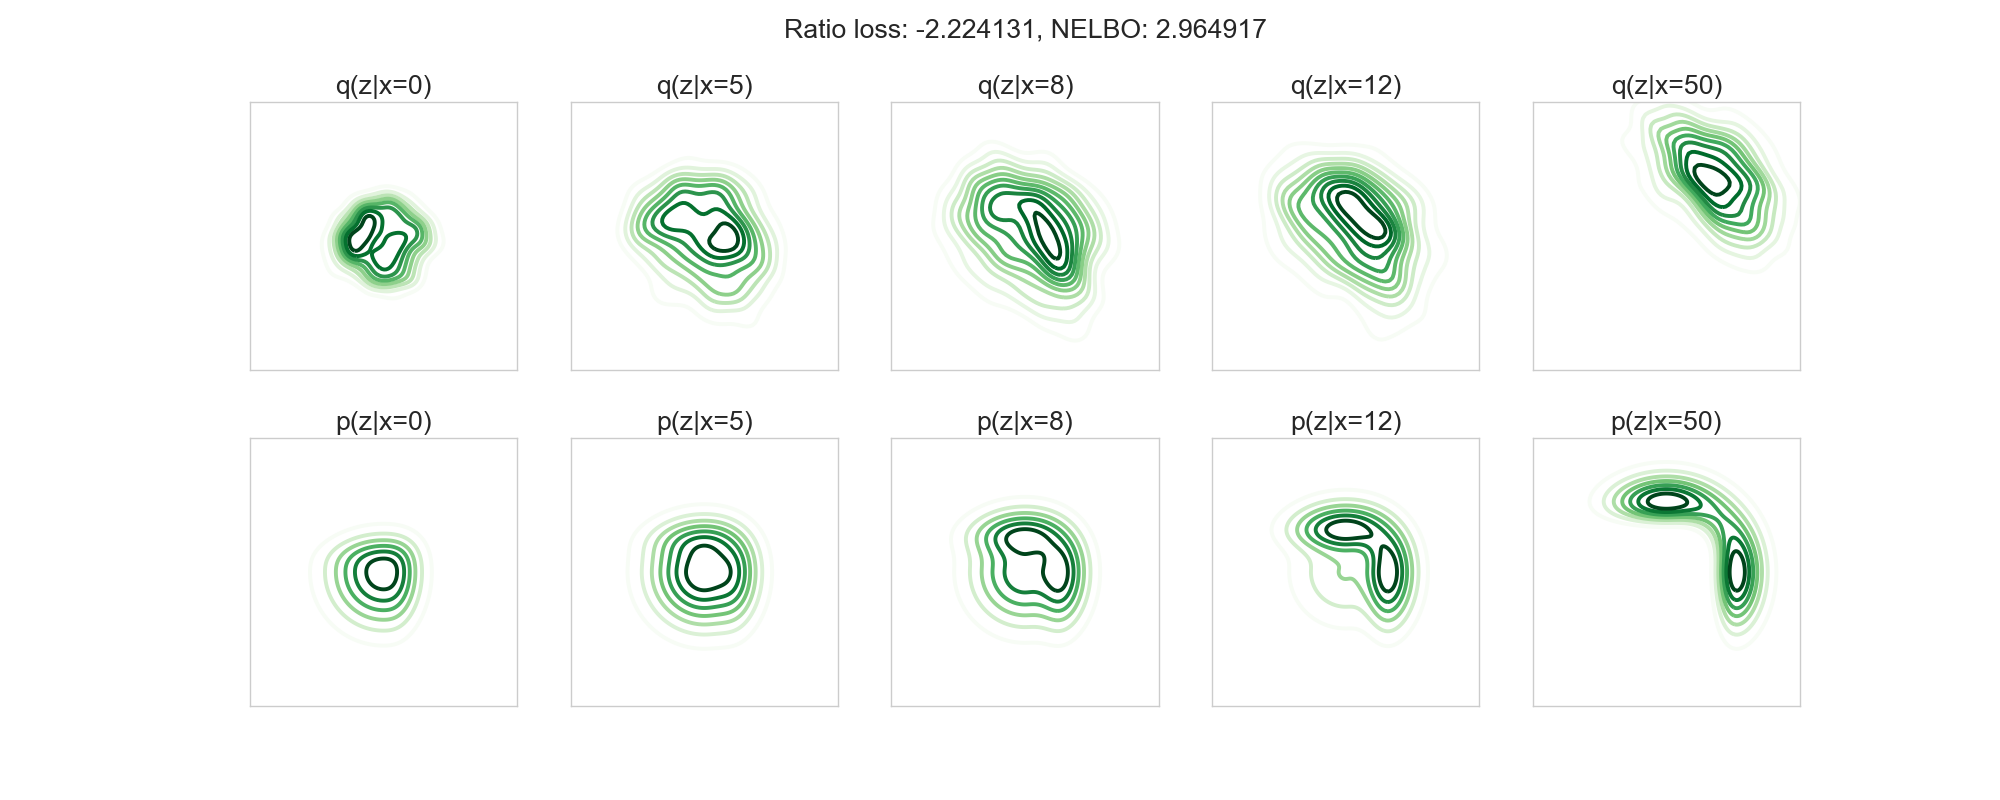 Ratio loss: -2.224131, NELBO: 2.964917
q(z|x=0) q(z|x=5) q(z|x=8) q(z|x=12) q(z|x=50)
p(z|x=0) p(z|x=5) p(z|x=8) p(z|x=12) p(z|x=50)